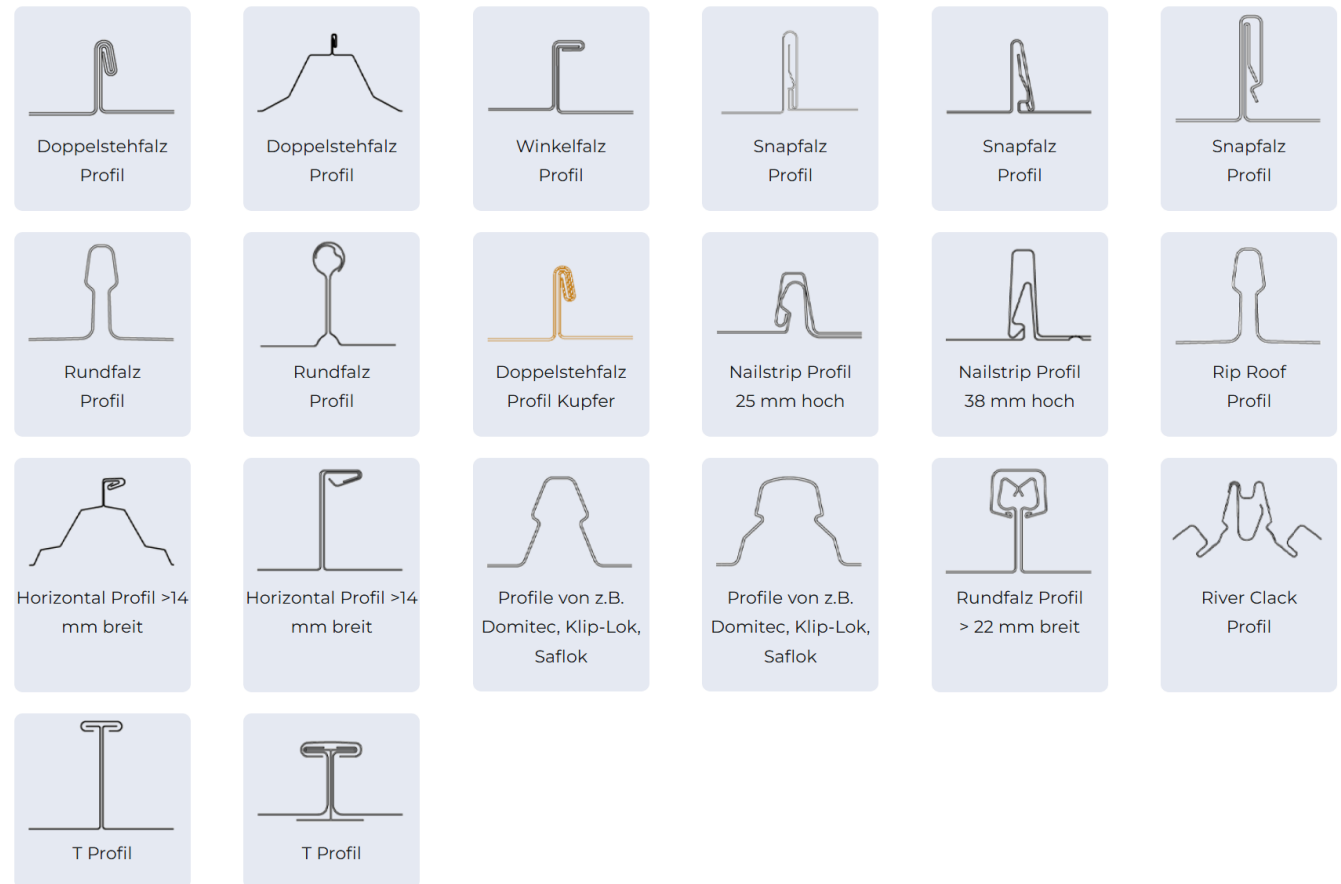 Doppelstehfalz
Profil
Doppelstehfalz
Profil
Winkelfalz
Profil
Snapfalz
Profil
Snapfalz
Profil
Snapfalz
Profil
Rundfalz
Profil
Rundfalz
Profil
Doppelstehfalz
Profil Kupfer
Nailstrip Profil
25 mm hoch
Nailstrip Profil
38 mm hoch
Rip Roof
Profil
Horizontal Profil >14
mm breit
Horizontal Profil >14
mm breit
Profile von z.B.
Domitec, Klip-Lok,
Saflok
Profile von z.B.
Domitec, Klip-Lok,
Saflok
Rundfalz Profil
> 22 mm breit
River Clack
Profil
T Profil
T Profil